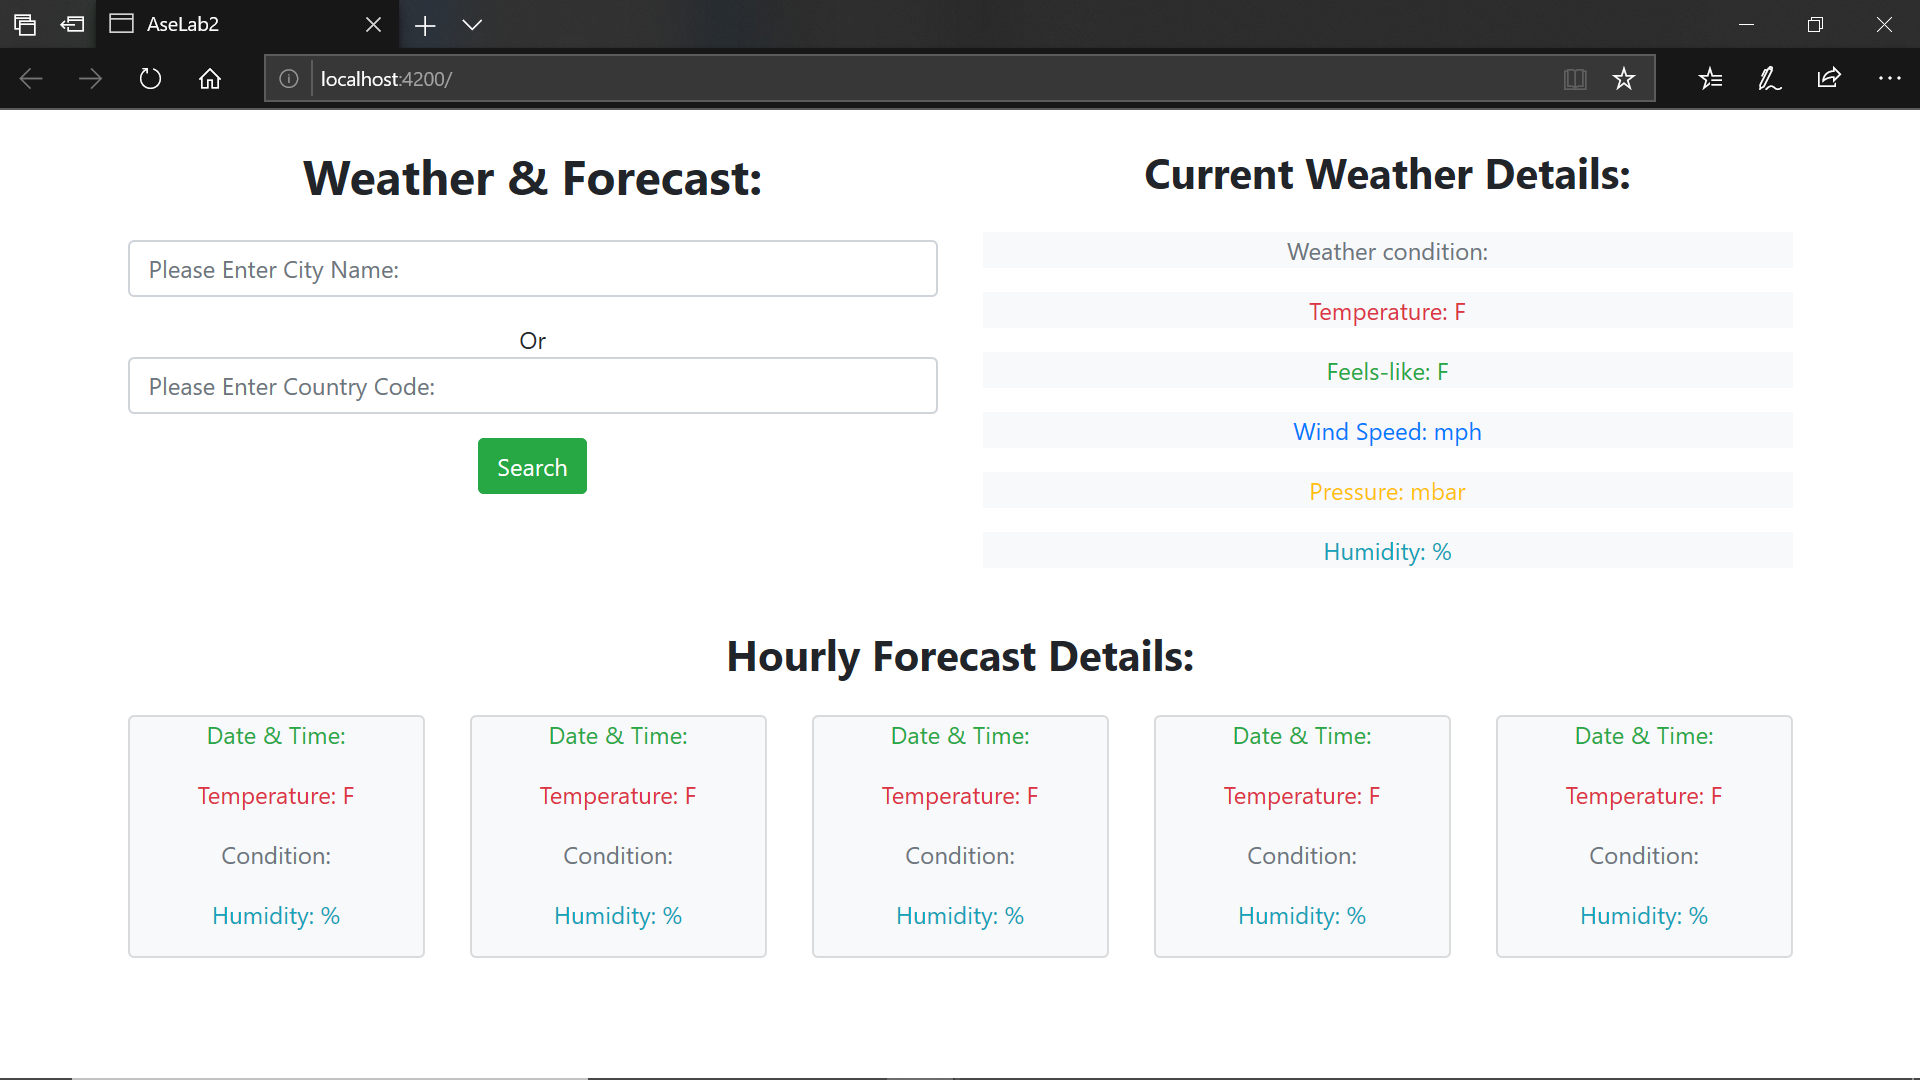 AseLab2
localhost:4200/
Weather & Forecast:
Please Enter City Name:
Or
Please Enter Country Code:
Search
Current Weather Details:
Weather condition:
Temperature: F
Feels-like: F
Wind Speed: mph
Pressure: mbar
Humidity: %
Hourly Forecast Details:
Date & Time:
Temperature: F
Condition:
Humidity: %
Date & Time:
Temperature: F
Condition:
Humidity: %
Date & Time:
Temperature: F
Condition:
Humidity: %
Date & Time:
Temperature: F
Condition:
Humidity: %
Date & Time:
Temperature: F
Condition:
Humidity: %